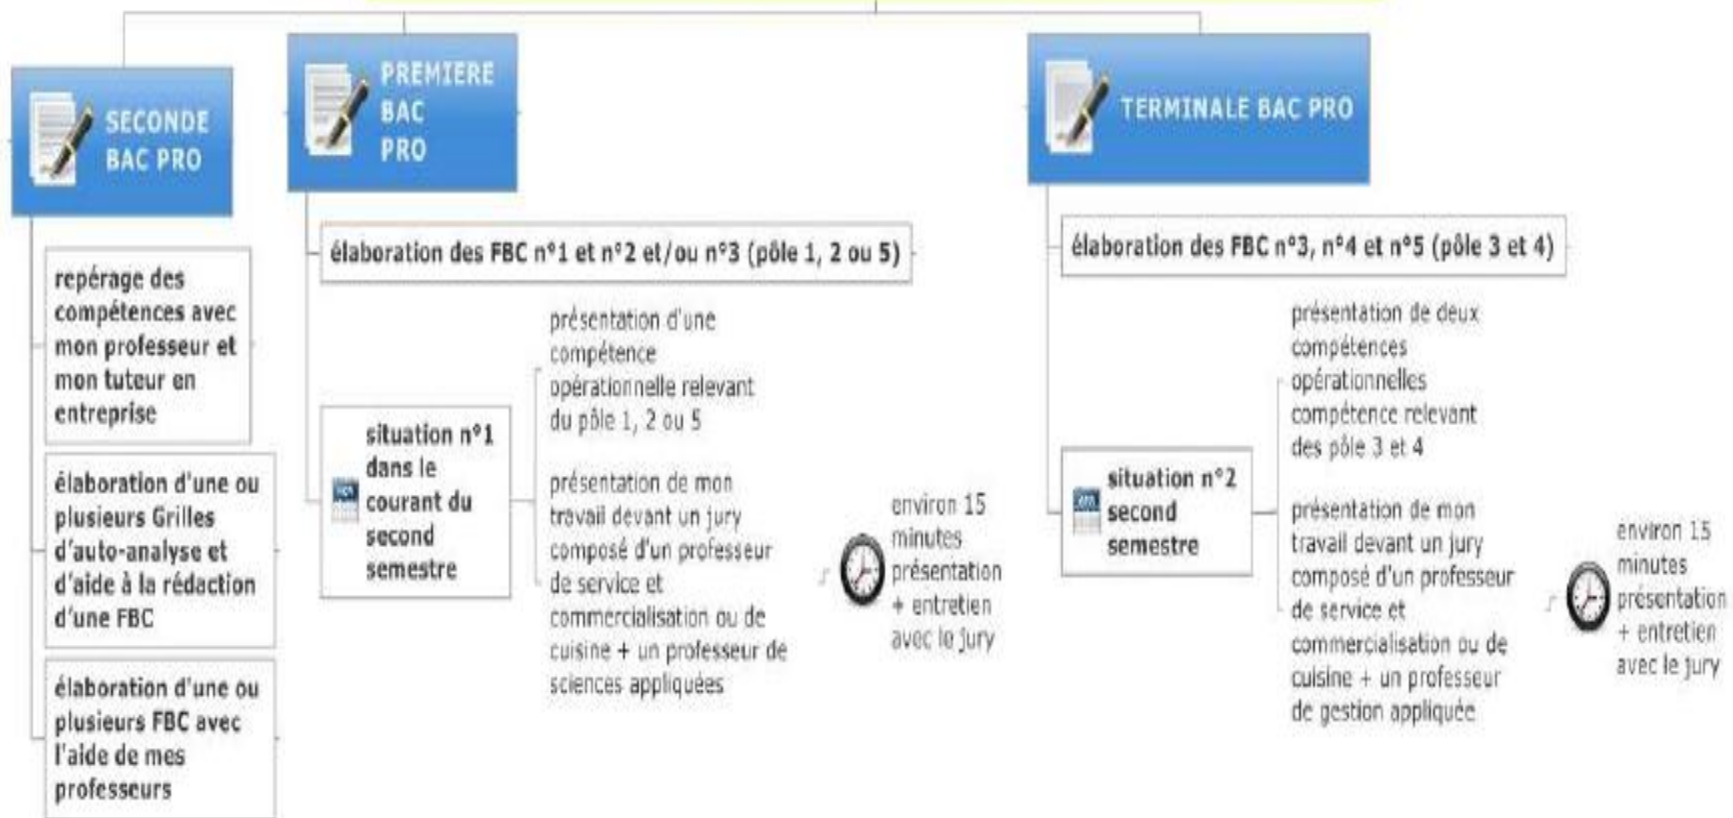 SECONDE
BAC PRO
repérage des
compétences avec
mon professeur et
mon tuteur en
entreprise
élaboration d'une ou
plusieurs Grilles
d'auto-analyse et
d'aide à la rédaction
d'une FBC
élaboration d'une ou
plusieurs FBC avec
l'aide de mes
professeurs
PREMIERE
BAC
PRO
élaboration des FBC n°1 et n°2 et/ou n°3 (pôle 1, 2 ou 5)
situation n°1
dans le
courant du
second
semestre
présentation d'une
compétence
opérationnelle relevant
du pôle 1, 2 ou 5
présentation de mon
travail devant un jury
composé d'un professeur
de service et
commercialisation ou de
cuisine + un professeur de
sciences appliquées
environ 15
minutes
présentation
+ entretien
avec le jury
TERMINALE BAC PRO
élaboration des FBC n°3, n°4 et n°5 (pôle 3 et 4)
situation n°2
second
semestre
présentation de deux
compétences
opérationnelles
compétence relevant
des pôle 3 et 4
présentation de mon
travail devant un jury
composé d'un professeur
de service et
commercialisation ou de
cuisine + un professeur
de gestion appliquée
environ 15
minutes
présentation
+ entretien
avec le jury